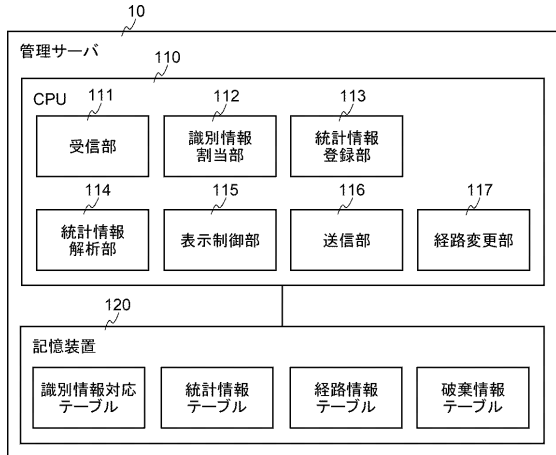 10
管理サーバ
110
CPU
111
112
113
受信部
識別情報
割当部
統計情報
登録部
114
115
116
117
統計情報
解析部
表示制御部
送信部
経路変更部
120
記憶装置
識別情報対応
テーブル
統計情報
テーブル
経路情報
テーブル
破棄情報
テーブル